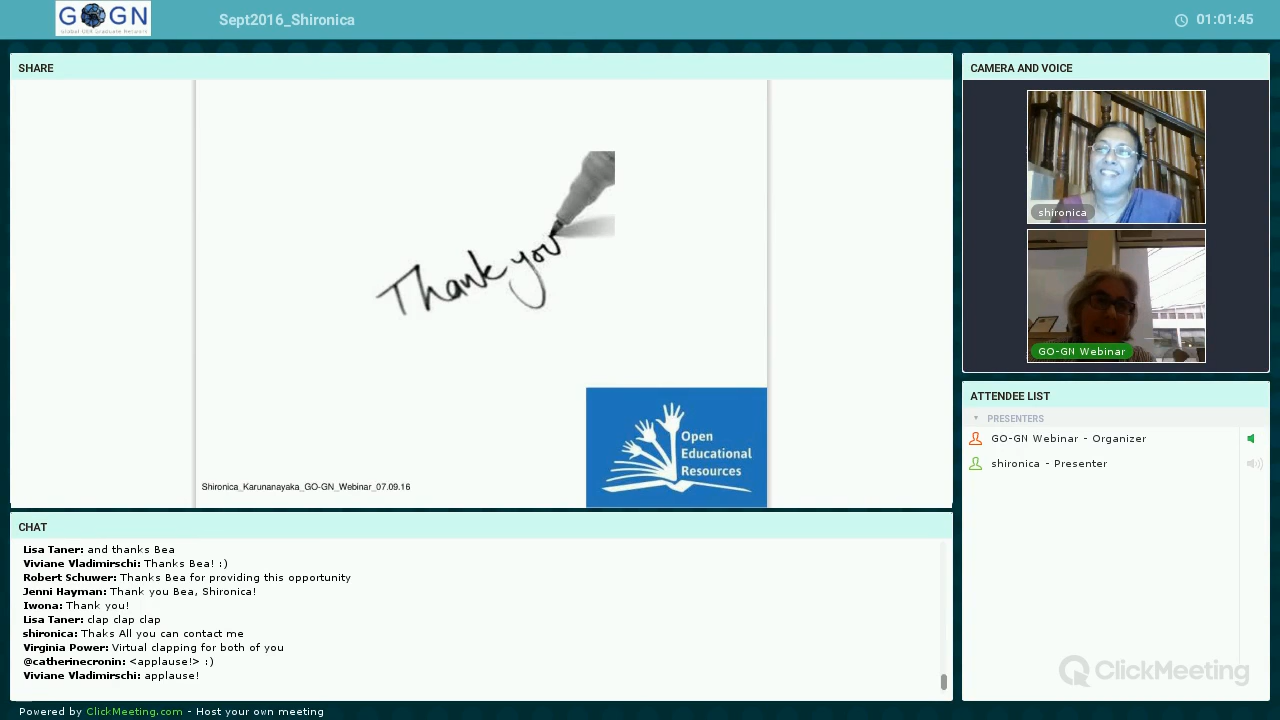 GO GN
Global OER Graduate Network
Sept2016_Shironica
01:01:45
SHARE
Thank you
Open
Educational
Resources
Shironica_Karunanayaka_GO-GN_Webinar_07.09.16
CHAT
Lisa Taner: and thanks Bea
Viviane Vladimirschi: Thanks Bea! :)
Robert Schuwer: Thanks Bea for providing this opportunity
Jenni Hayman: Thank you Bea, Shironica!
Iwona: Thank you!
Lisa Taner: clap clap clap
shironica: Thaks All you can contact me
Virginia Power: Virtual clapping for both of you
@catherinecronin: <applause!> :)
Viviane Vladimirschi: applause!
CAMERA AND VOICE
shironica
GO-GN Webinar
ATTENDEE LIST
PRESENTERS
GO-GN Webinar - Organizer
shironica - Presenter
ClickMeeting
Powered by ClickMeeting.com - Host your own meeting